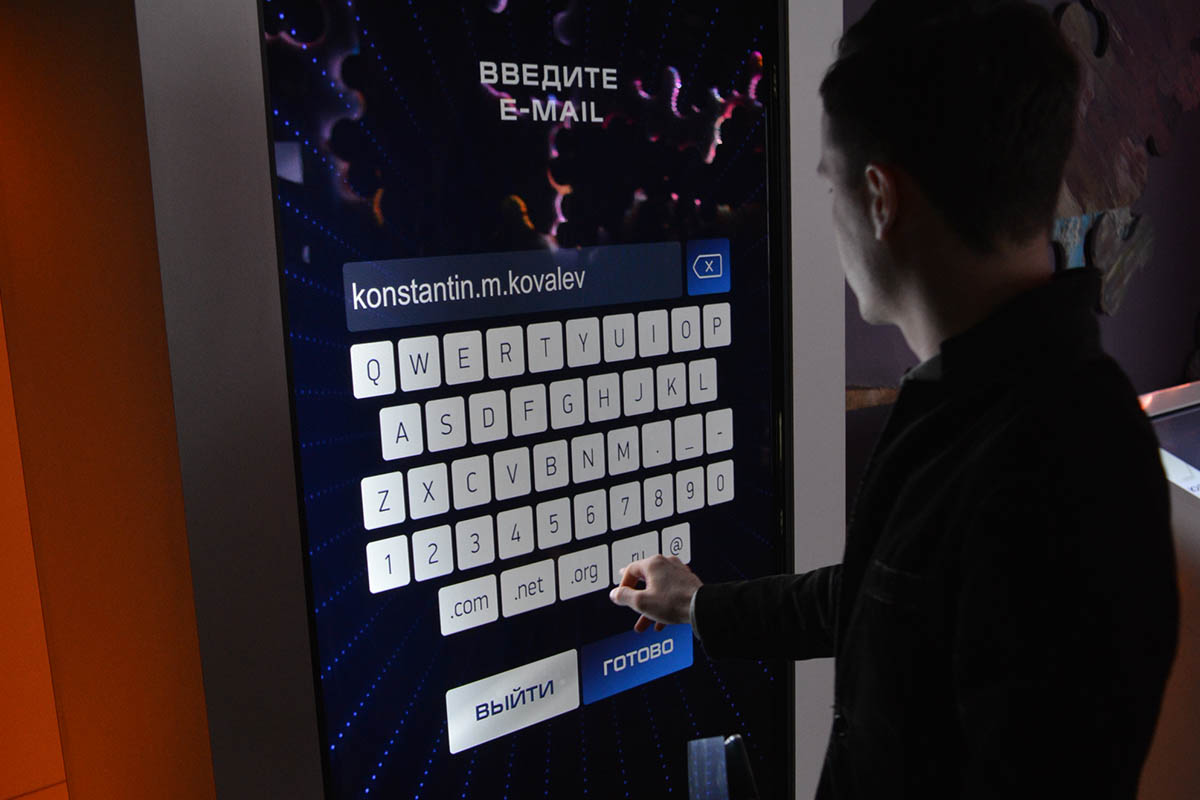 ВВЕДИТЕ
E-MAIL
konstantin.m.kovalev
X
Q W E R T Y U I O P
A S D F G H J K L
Z X C V B N M . _ -
1 2 3 4 5 6 7 8 9 0
.com .net .org ru @
ВЫЙТИ ГОТОВО